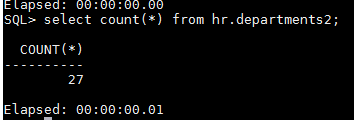 Elapsed: 00:00:00.00
SQL> select count(*) from hr.departments2;
COUNT(*)
----------
27
Elapsed: 00:00:00.01